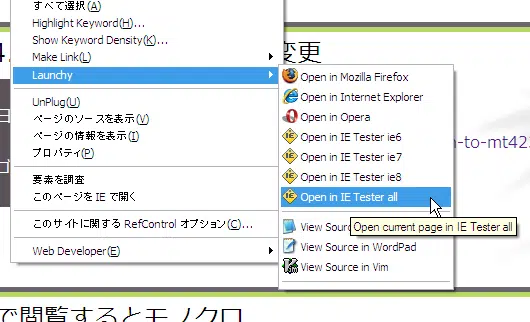 すべて選択(A)
Highlight Keyword(H)...
Show Keyword Density(K)...
変更
Make Link(L)
Launchy
UnPlug(U)
ページのソースを表示(V)
ページの情報を表示(I)
プロパティ(P)
要素を調査
このページを IE で開く
このサイトに関する RefControl オプション(C)...
Web Developer(E)
Open in Mozilla Firefox
Open in Internet Explorer
Open in Opera
Open in IE Tester ie6
Open in IE Tester ie7
Open in IE Tester ie8
Open in IE Tester all
View Sour
Open current page in IE Tester all
View Source in WordPad
View Source in Vim
-to-mt42
で閲覧するとモノクロ